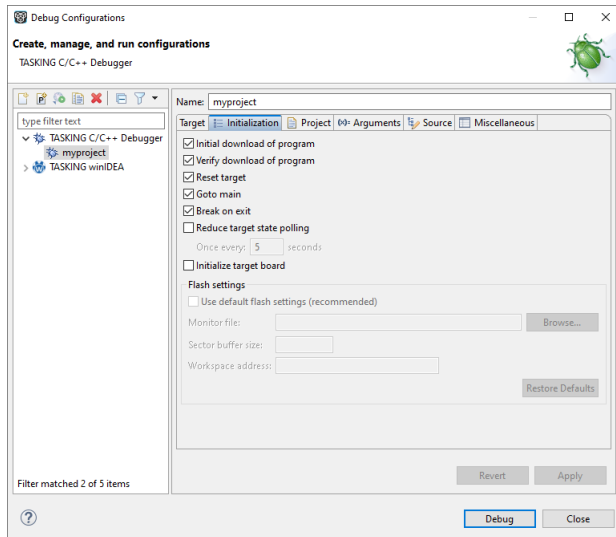 Debug Configurations
Create, manage, and run configurations
TASKING C/C++ Debugger
Name: myproject
type filter text
TASKING C/C++ Debugger
myproject
TASKING winIDEA
Target Initialization Project (x)= Arguments Source Miscellaneous
Initial download of program
Verify download of program
Reset target
Goto main
Break on exit
Reduce target state polling
Once every: 5 seconds
Initialize target board
Flash settings
Use default flash settings (recommended)
Monitor file: Browse...
Sector buffer size:
Workspace address:
Restore Defaults
Filter matched 2 of 5 items
Revert Apply
Debug Close